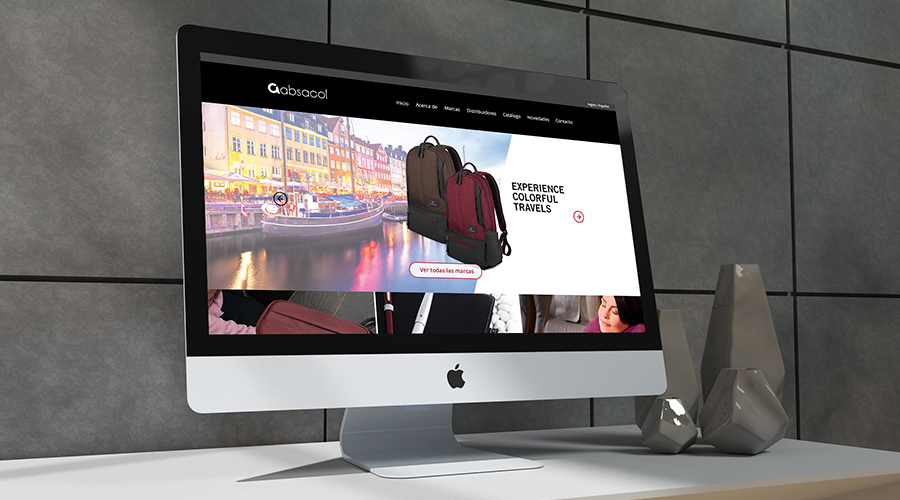 absacol
Inglés / Español
Inicio Acerca de Marcas Distribuidores Catálogo Novedades Contacto
EXPERIENCE
COLORFUL
TRAVELS
Ver todas las marcas